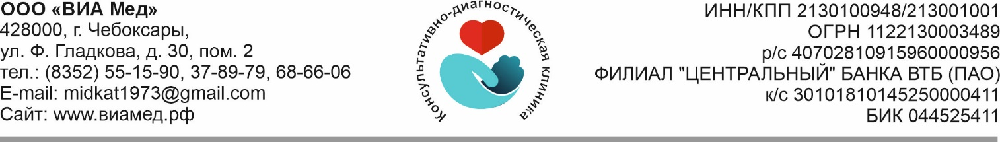 ООО «ВИА Мед»
428000, г. Чебоксары,
ул. Ф. Гладкова, д. 30, пом. 2
тел.: (8352) 55-15-90, 37-89-79, 68-66-06
E-mail: midkat1973@gmail.com
Сайт: www.виамед.рф
Консультативно-диагностическая клиника
ИНН/КПП 2130100948/213001001
ОГРН 1122130003489
р/с 40702810915960000956
ФИЛИАЛ "ЦЕНТРАЛЬНЫЙ" БАНКА ВТБ (ПАО)
к/с 30101810145250000411
БИК 044525411